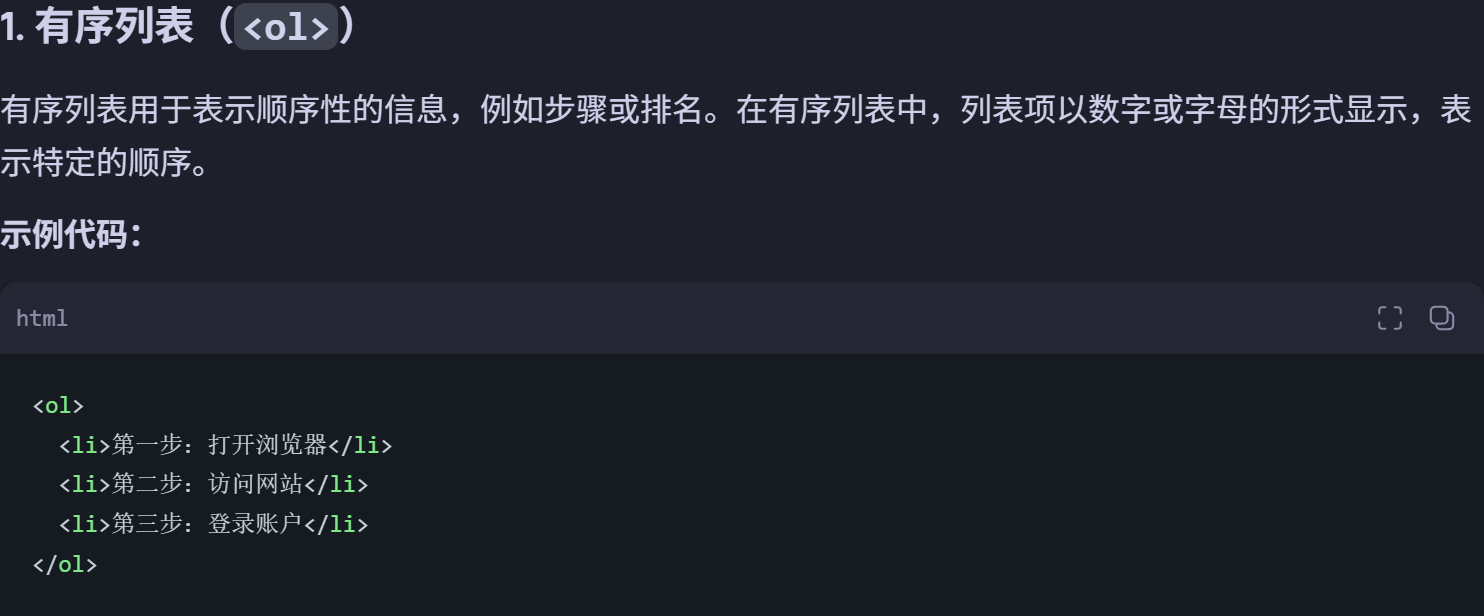 1. 有序列表（<ol>）
有序列表用于表示顺序性的信息，例如步骤或排名。在有序列表中，列表项以数字或字母的形式显示，表
示特定的顺序。
示例代码：
html
<ol>
  <li>第一步：打开浏览器</li>
  <li>第二步：访问网站</li>
  <li>第三步：登录账户</li>
</ol>